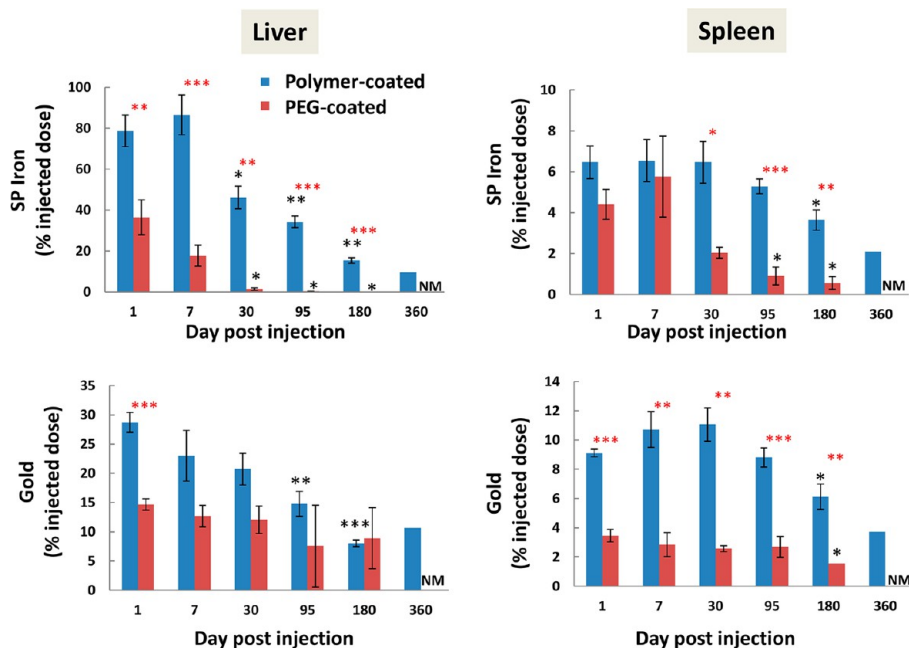 Liver
Spleen
Polymer-coated
PEG-coated
SP Iron
(% injected dose)
100
80
60
40
20
0
**
***
**
*
*
***
**
*
***
**
*
NM
1 7 30 95 180 360
Day post injection
SP Iron
(% injected dose)
10
8
6
4
2
0
*
***
*
**
*
*
NM
1 7 30 95 180 360
Day post injection
Gold
(% injected dose)
35
30
25
20
15
10
5
0
***
**
***
NM
1 7 30 95 180 360
Day post injection
Gold
(% injected dose)
14
12
10
8
6
4
2
0
***
**
**
***
**
*
*
NM
1 7 30 95 180 360
Day post injection